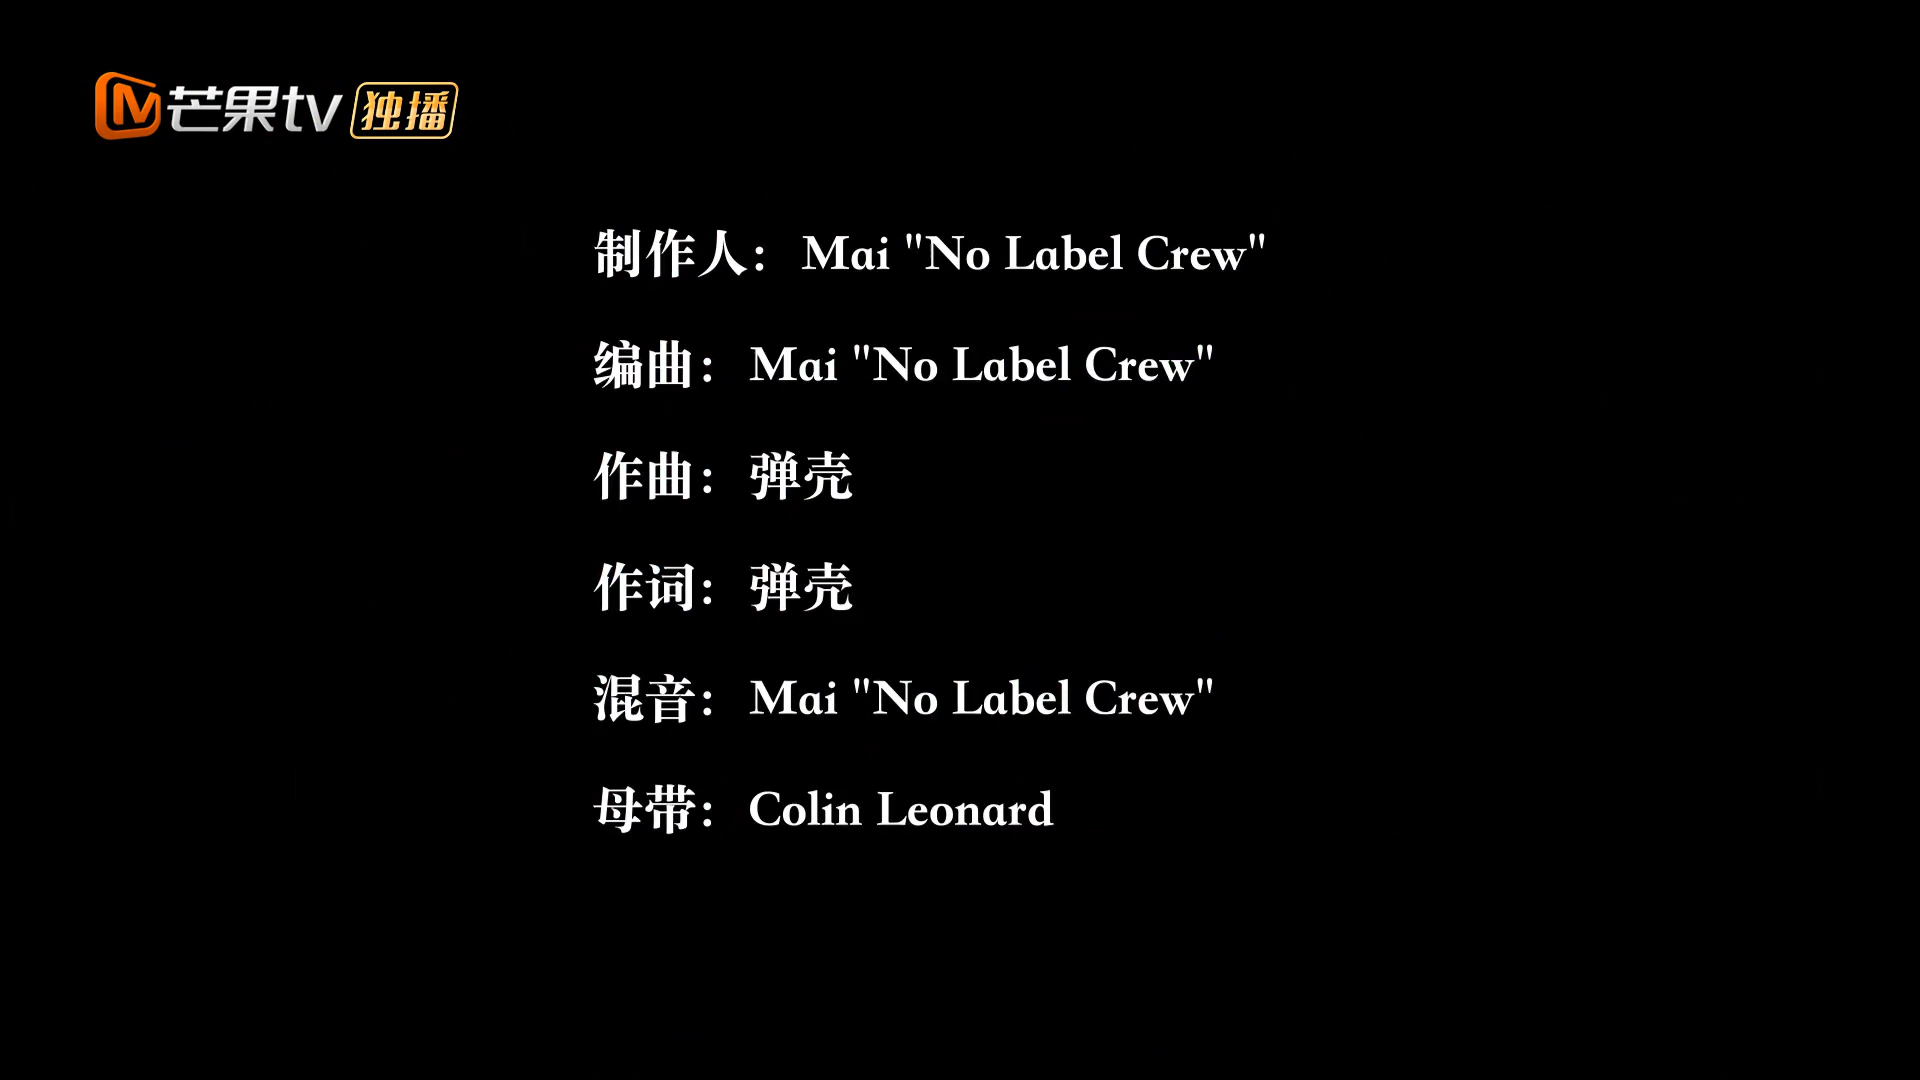 芒果tv 独播
制作人：Mai "No Label Crew"
编曲：Mai "No Label Crew"
作曲：弹壳
作词：弹壳
混音：Mai "No Label Crew"
母带：Colin Leonard